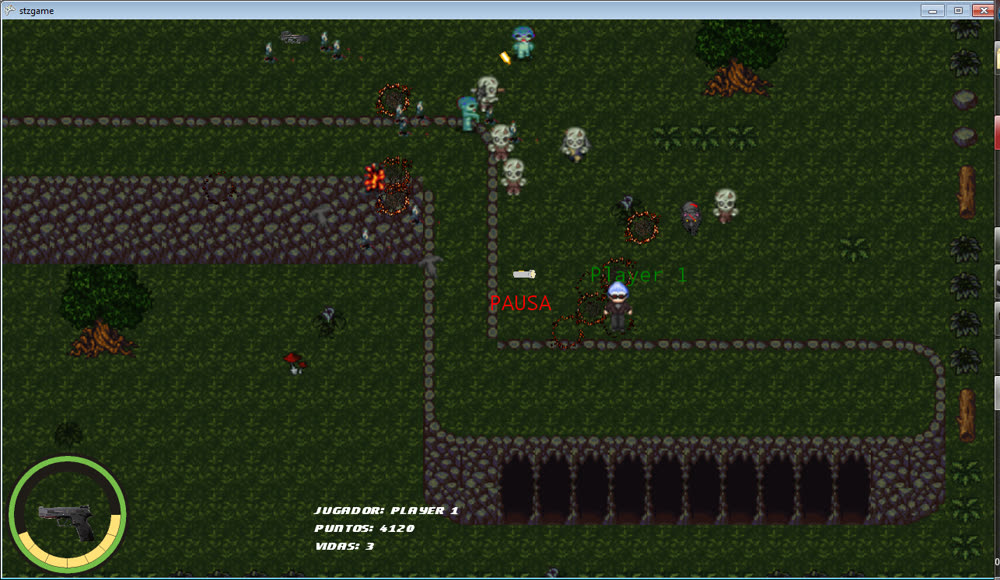 stzgame
Player 1
PAUSA
JUGADOR: PLAYER 1
PUNTOS: 4120
VIDAS: 3